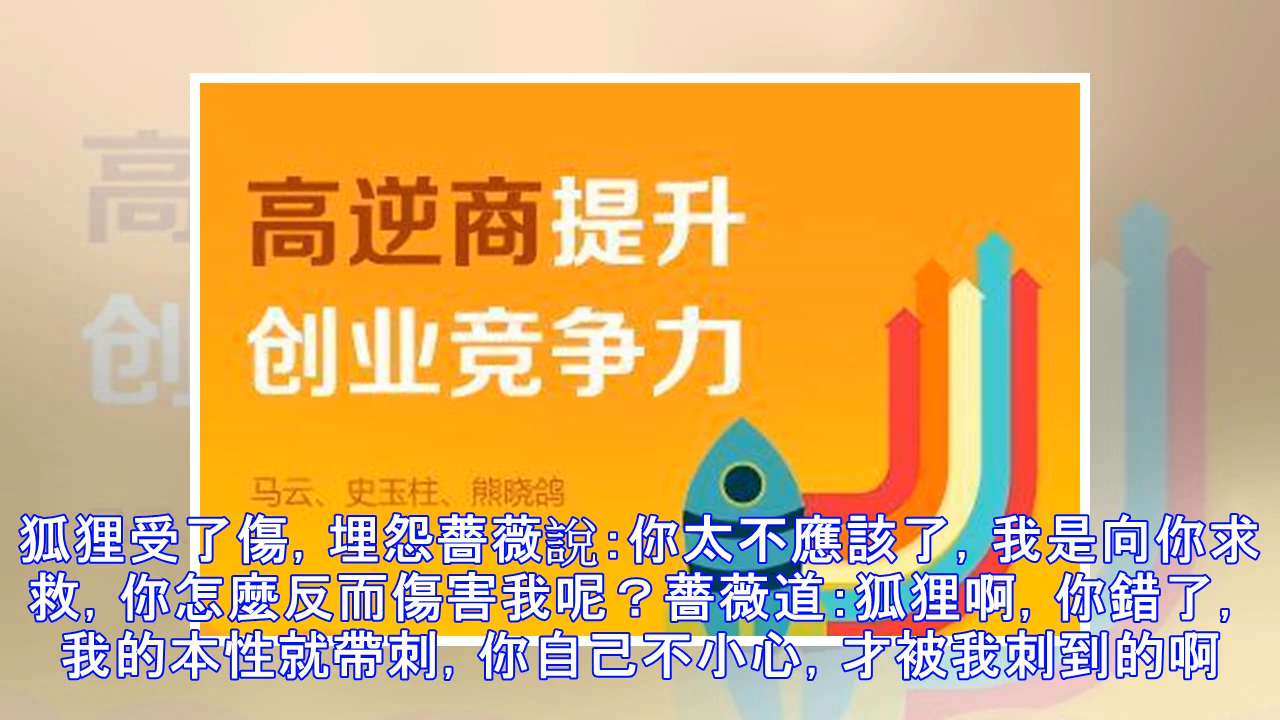 高逆商提升
创业竞争力
马云、史玉柱、熊晓鸽
狐狸受了傷, 埋怨薔薇說:你太不應該了, 我是向你求
救, 你怎麼反而傷害我呢？薔薇道:狐狸啊, 你錯了,
我的本性就帶刺, 你自己不小心, 才被我刺到的啊
高
创